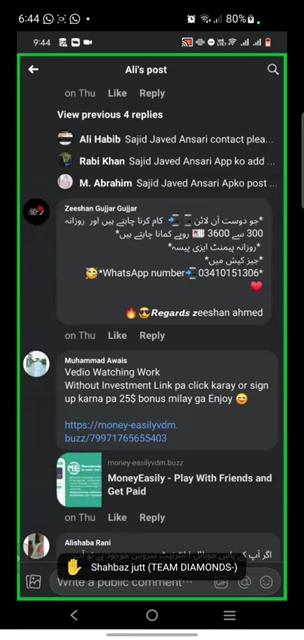 6:44
80%
9:44
Ali's post
on Thu Like Reply
View previous 4 replies
Ali Habib Sajid Javed Ansari contact plea...
Rabi Khan Sajid Javed Ansari App ko add ...
M. Abrahim Sajid Javed Ansari Apko post ...
Zeeshan Gujjar Gujjar
*جو دوست آن لائن📱📲 کام کرنا چاہتے ہیں اور روزانہ
300 سے 3600 💵 روپے کمانا چاہتے ہیں*
*روزانہ پیمنٹ ایزی پیسہ*
*جیز کیش میں*
🥰*WhatsApp number📲03410151306*
❤️
🔥😎Regards zeeshan ahmed
on Thu Like Reply
Muhammad Awais
Vedio Watching Work
Without Investment Link pa click karay or sign
up karna pa 25$ bonus milay ga Enjoy 😊
https://money-easilyvdm.
buzz/79971765655403
money-easilyvdm.buzz
MoneyEasily - Play With Friends and
Get Paid
on Thu Like Reply
Alishaba Rani
Shahbaz jutt (TEAM DIAMONDS-)
Write a public comment…
GIF